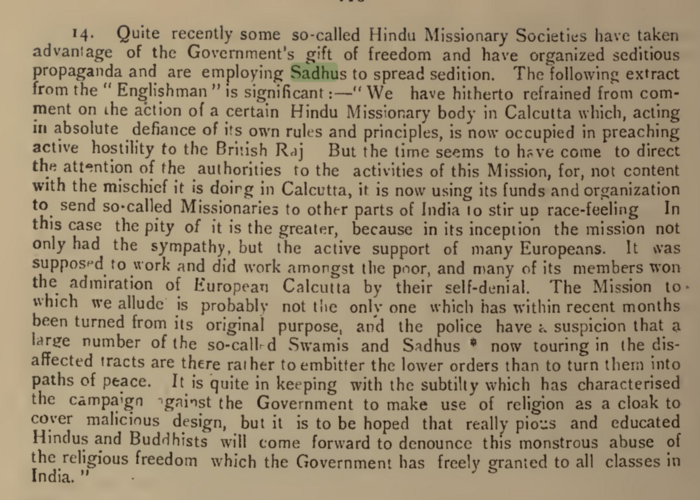 14. Quite recently some so-called Hindu Missionary Societies have taken
advantage of the Government's gift of freedom and have organized seditious
propaganda and are employing Sadhus to spread sedition. The following extract
from the " Englishman " is significant :—" We have hitherto refrained from com-
ment on the action of a certain Hindu Missionary body in Calcutta which, acting
in absolute defiance of its own rules and principles, is now occupied in preaching
active hostility to the British Raj But the time seems to have come to direct
the attention of the authorities to the activities of this Mission, for, not content
with the mischief it is doing in Calcutta, it is now using its funds and organization
to send so-called Missionaries to other parts of India to stir up race-feeling In
this case the pity of it is the greater, because in its inception the mission not
only had the sympathy, but the active support of many Europeans. It was
supposed to work and did work amongst the poor, and many of its members won
the admiration of European Calcutta by their self-denial. The Mission to
which we allude is probably not the only one which has within recent months
been turned from its original purpose, and the police have a suspicion that a
large number of the so-called Swamis and Sadhus * now touring in the dis-
affected tracts are there rather to embitter the lower orders than to turn them into
paths of peace. It is quite in keeping with the subtilty which has characterised
the campaign against the Government to make use of religion as a cloak to
cover malicious design, but it is to be hoped that really pious and educated
Hindus and Buddhists will come forward to denounce this monstrous abuse of
the religious freedom which the Government has freely granted to all classes in
India. "